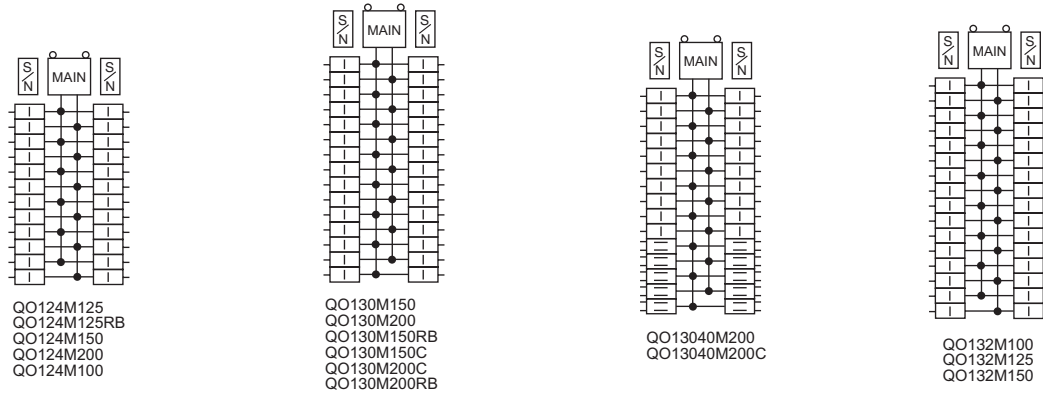 S/N MAIN S/N
QO124M125
QO124M125RB
QO124M150
QO124M200
QO124M100
S/N MAIN S/N
QO130M150
QO130M200
QO130M150RB
QO130M150C
QO130M200C
QO130M200RB
S/N MAIN S/N
QO13040M200
QO13040M200C
S/N MAIN S/N
QO132M100
QO132M125
QO132M150